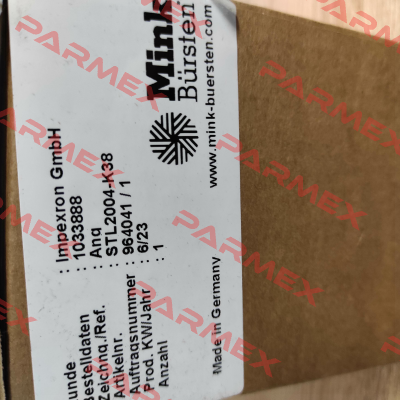 unde : Impexron GmbH
Bestelldaten : 1033888
Zeichng./Ref. : Anq
Artikelnr. : STL2004-K38
Auftragsnummer : 964041 / 1
Prod. KW/Jahr : 6/23
Anzahl : 1
Mink
Bürsten
www.mink-buersten.com
Made in Germany
PARMEX
PARMEX
PARMEX
PARMEX
PARMEX
PARMEX
PARMEX